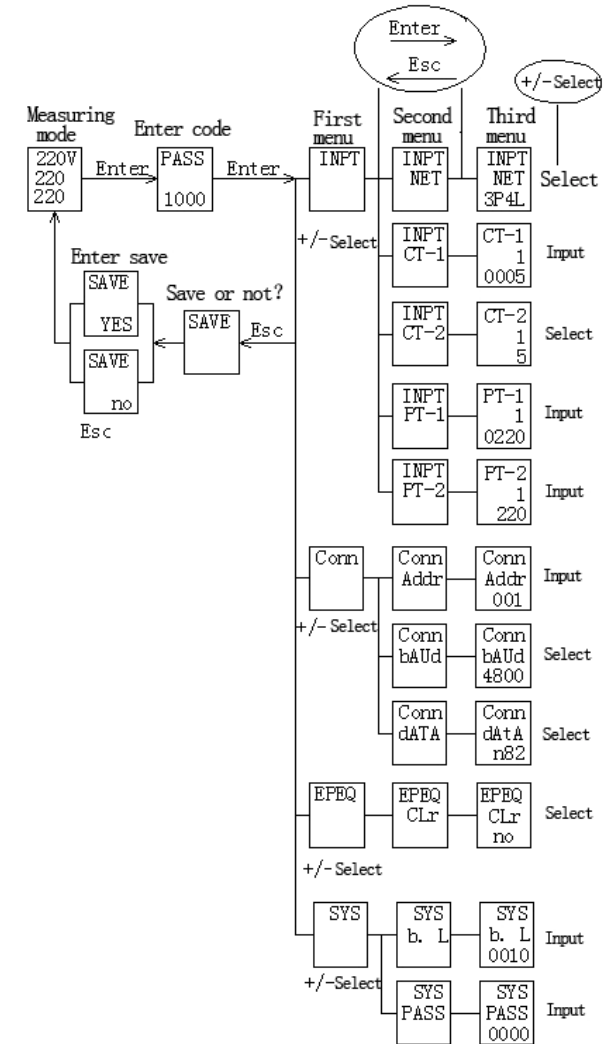 Enter
Esc
+/-Select
Measuring
mode
Enter code
First
menu
Second
menu
Third
menu
220V
220
220
Enter
PASS
1000
Enter
INPT
INPT
NET
INPT
NET
3P4L
Select
+/-Select
INPT
CT-1
CT-1
1
0005
Input
Enter save
SAVE
YES
SAVE
no
Esc
Save or not?
SAVE
Esc
INPT
CT-2
CT-2
1
5
Select
INPT
PT-1
PT-1
1
0220
Input
INPT
PT-2
PT-2
1
220
Input
Conn
Conn
Addr
Conn
Addr
001
Input
+/-Select
Conn
bAUd
Conn
bAUd
4800
Select
Conn
dATA
Conn
dAtA
n82
Select
EPEQ
EPEQ
CLr
EPEQ
CLr
no
Select
+/-Select
SYS
SYS
b. L
SYS
b. L
0010
Input
+/-Select
SYS
PASS
SYS
PASS
0000
Input